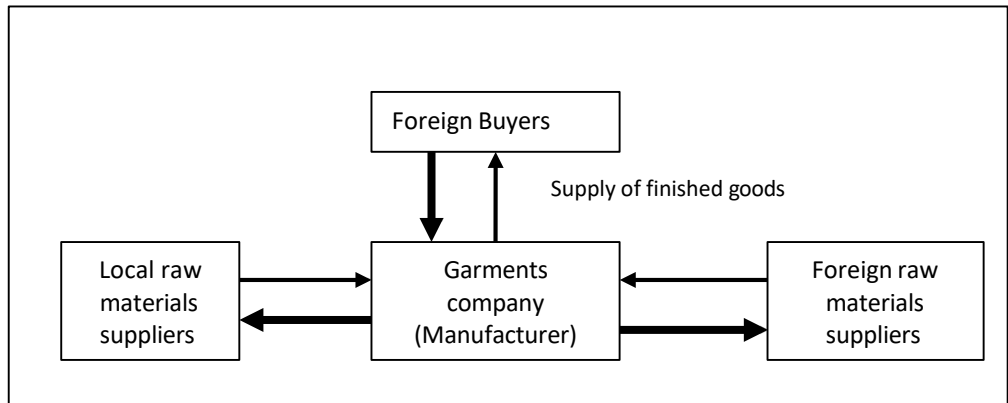 Foreign Buyers
Supply of finished goods
Local raw
materials
suppliers
Garments
company
(Manufacturer)
Foreign raw
materials
suppliers